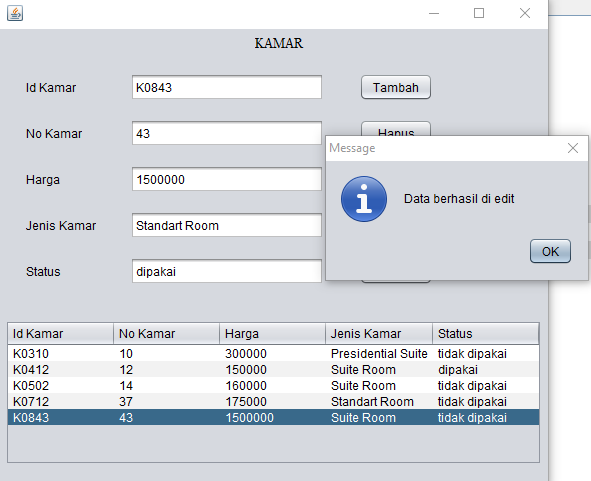 KAMAR
Id Kamar K0843 Tambah
No Kamar 43 Hapus
Message
Harga 1500000
Data berhasil di edit
Jenis Kamar Standart Room
OK
Status dipakai
Id Kamar No Kamar Harga Jenis Kamar Status
K0310 10 300000 Presidential Suite tidak dipakai
K0412 12 150000 Suite Room dipakai
K0502 14 160000 Suite Room tidak dipakai
K0712 37 175000 Standart Room tidak dipakai
K0843 43 1500000 Suite Room tidak dipakai